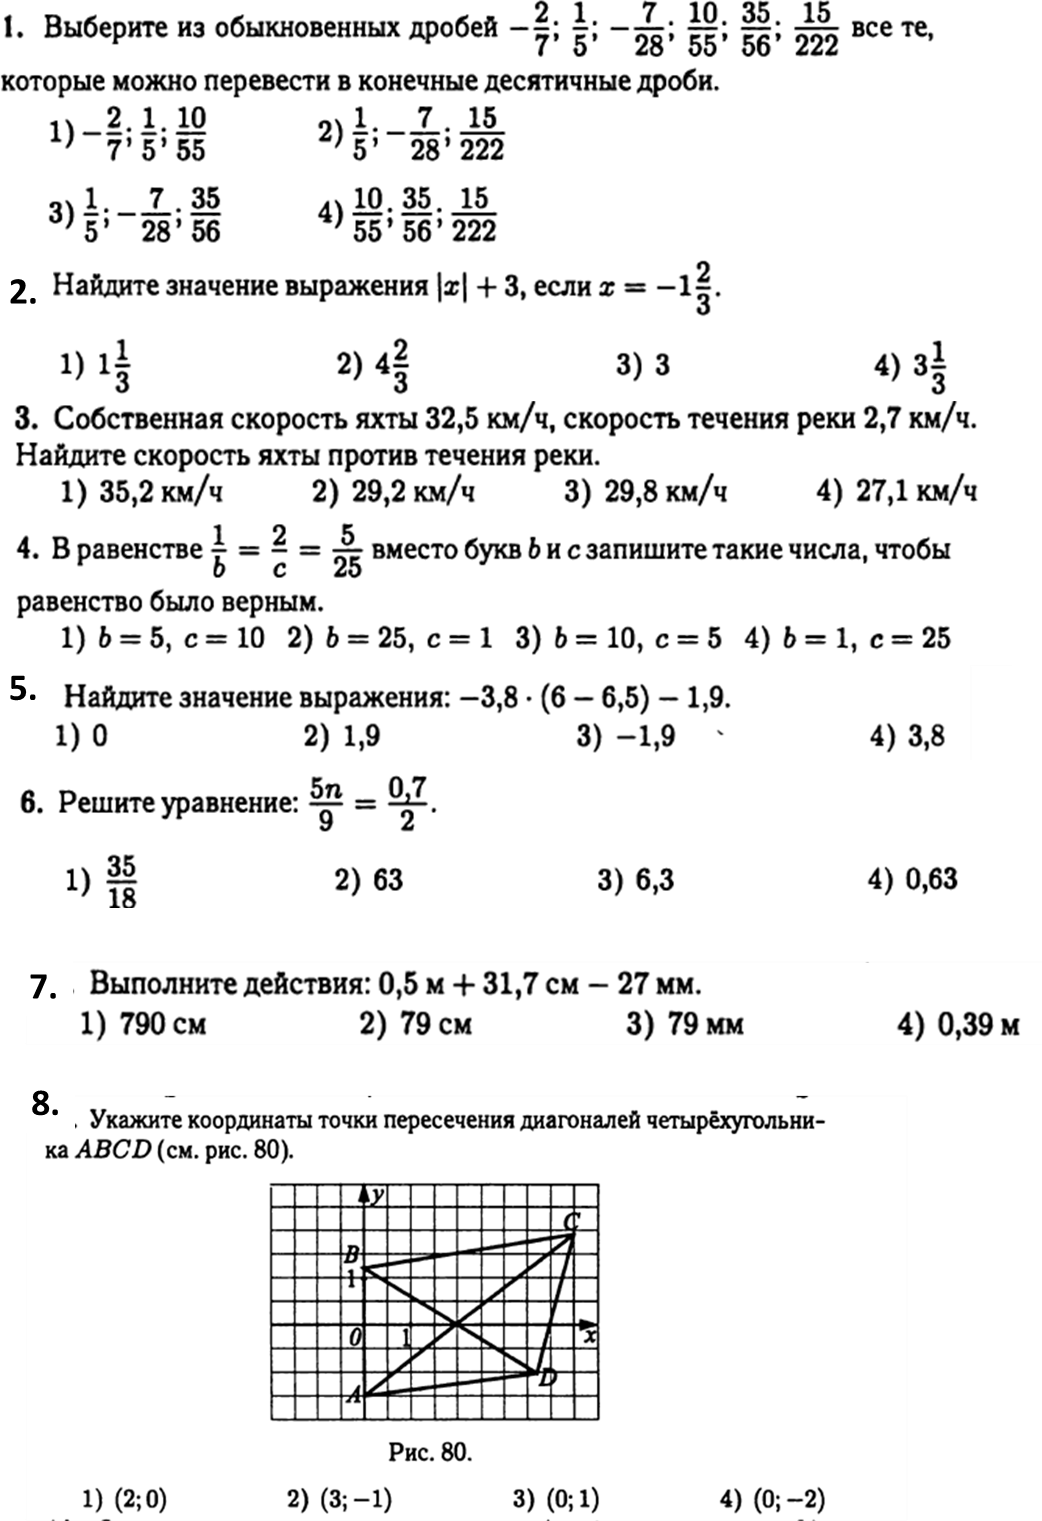 1. Выберите из обыкновенных дробей −2/7; 1/5; −7/28; 10/55; 35/56; 15/222 все те,
которые можно перевести в конечные десятичные дроби.
1) −2/7; 1/5; 10/55 2) 1/5; −7/28; 15/222
3) 1/5; −7/28; 35/56 4) 10/55; 35/56; 15/222
2. Найдите значение выражения |x| + 3, если x = −1 2/3.
1) 1 1/3 2) 4 2/3 3) 3 4) 3 1/3
3. Собственная скорость яхты 32,5 км/ч, скорость течения реки 2,7 км/ч.
Найдите скорость яхты против течения реки.
1) 35,2 км/ч 2) 29,2 км/ч 3) 29,8 км/ч 4) 27,1 км/ч
4. В равенстве 1/b = 2/c = 5/25 вместо букв b и c запишите такие числа, чтобы
равенство было верным.
1) b = 5, c = 10 2) b = 25, c = 1 3) b = 10, c = 5 4) b = 1, c = 25
5. Найдите значение выражения: −3,8 · (6 − 6,5) − 1,9.
1) 0 2) 1,9 3) −1,9 4) 3,8
6. Решите уравнение: 5n/9 = 0,7/2.
1) 35/18 2) 63 3) 6,3 4) 0,63
7. Выполните действия: 0,5 м + 31,7 см − 27 мм.
1) 790 см 2) 79 см 3) 79 мм 4) 0,39 м
8. Укажите координаты точки пересечения диагоналей четырёхугольни-
ка ABCD (см. рис. 80).
y
C
B
1
0 1 x
A D
Рис. 80.
1) (2; 0) 2) (3; −1) 3) (0; 1) 4) (0; −2)